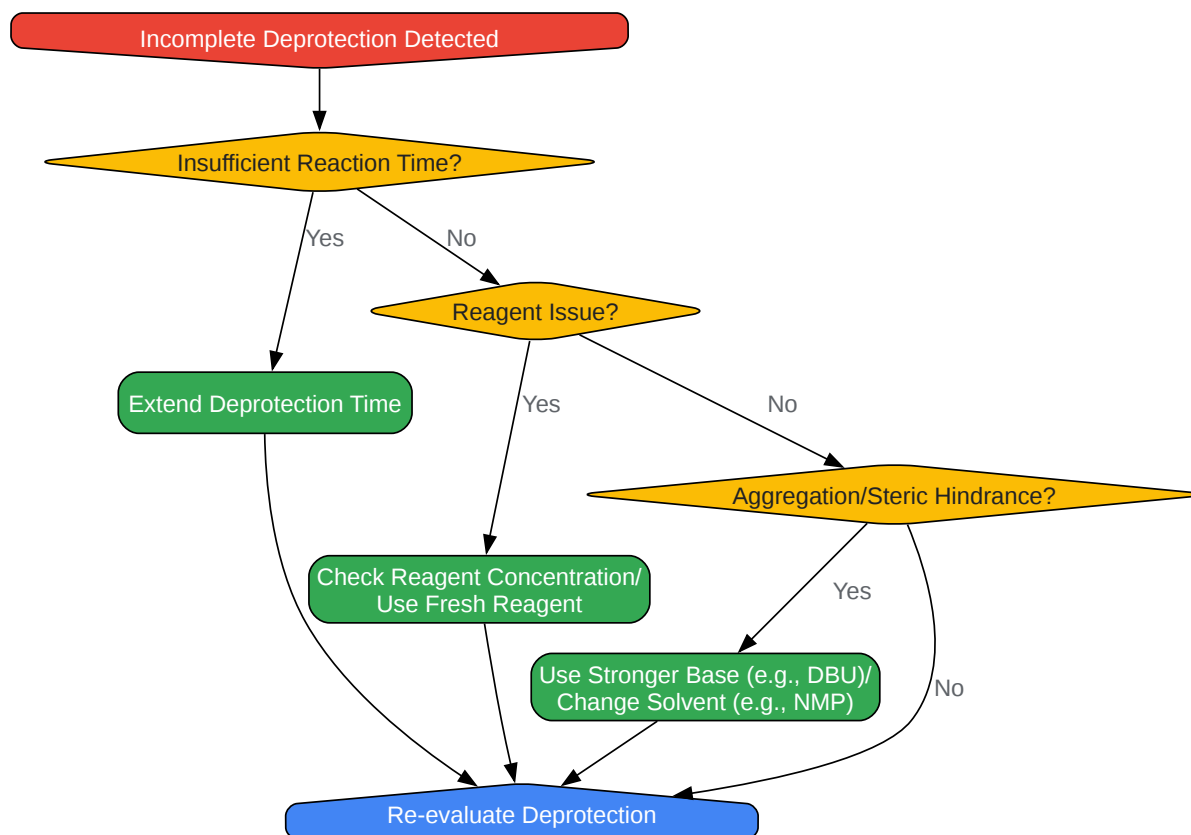 Incomplete Deprotection Detected
Insufficient Reaction Time?
Yes
No
Reagent Issue?
Extend Deprotection Time
Yes
No
Aggregation/Steric Hindrance?
Check Reagent Concentration/
Use Fresh Reagent
Yes
Use Stronger Base (e.g., DBU)/
Change Solvent (e.g., NMP)
No
Re-evaluate Deprotection